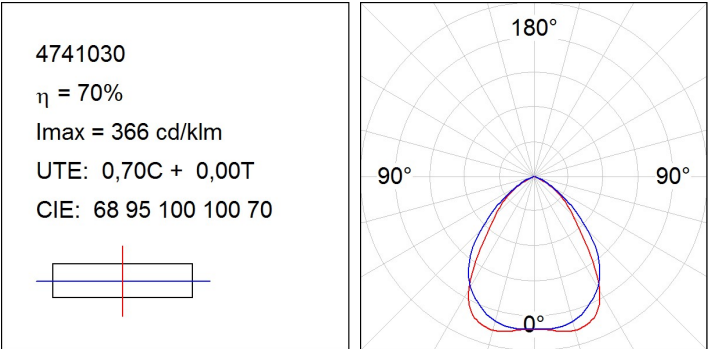 4741030
η = 70%
Imax = 366 cd/klm
UTE: 0,70C + 0,00T
CIE: 68 95 100 100 70
180°
90° 90°
0°